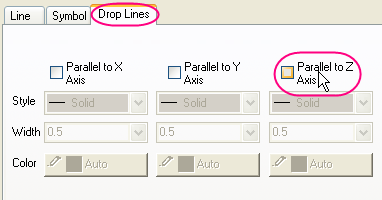 Line Symbol Drop Lines
Parallel to X Axis Parallel to Y Axis Parallel to Z Axis
Style Solid Solid Solid
Width 0.5 0.5 0.5
Color Auto Auto Auto